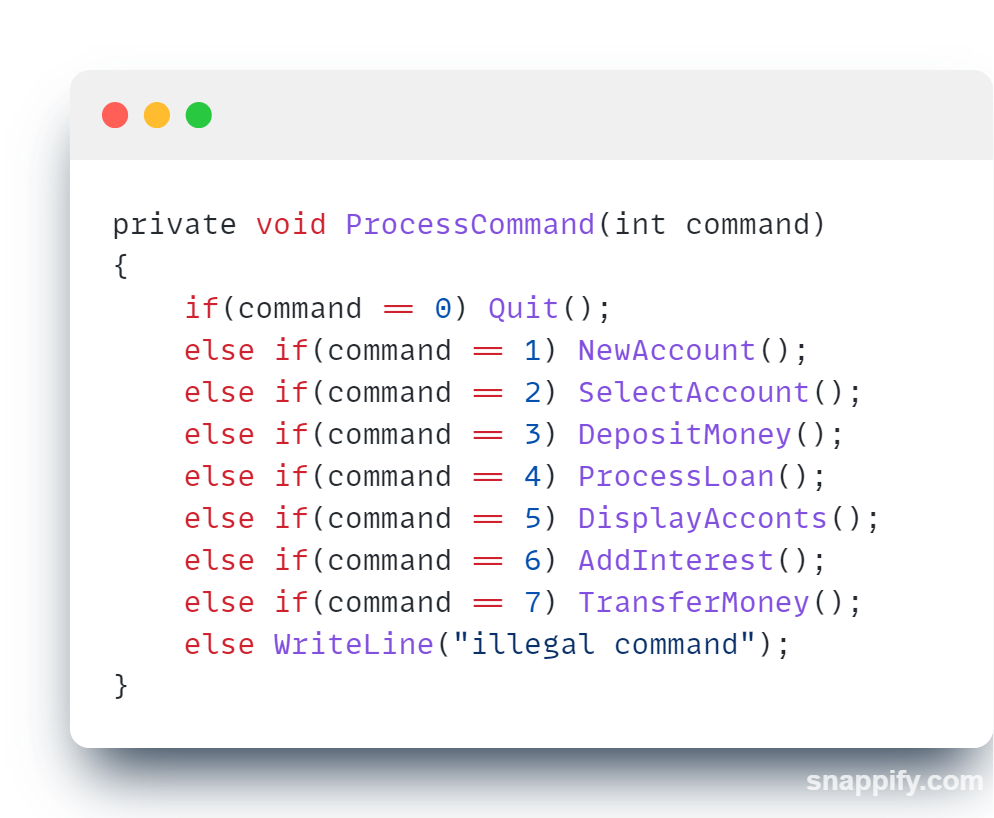 private void ProcessCommand(int command)
{
    if(command == 0) Quit();
    else if(command == 1) NewAccount();
    else if(command == 2) SelectAccount();
    else if(command == 3) DepositMoney();
    else if(command == 4) ProcessLoan();
    else if(command == 5) DisplayAcconts();
    else if(command == 6) AddInterest();
    else if(command == 7) TransferMoney();
    else WriteLine("illegal command");
}
snappify.com